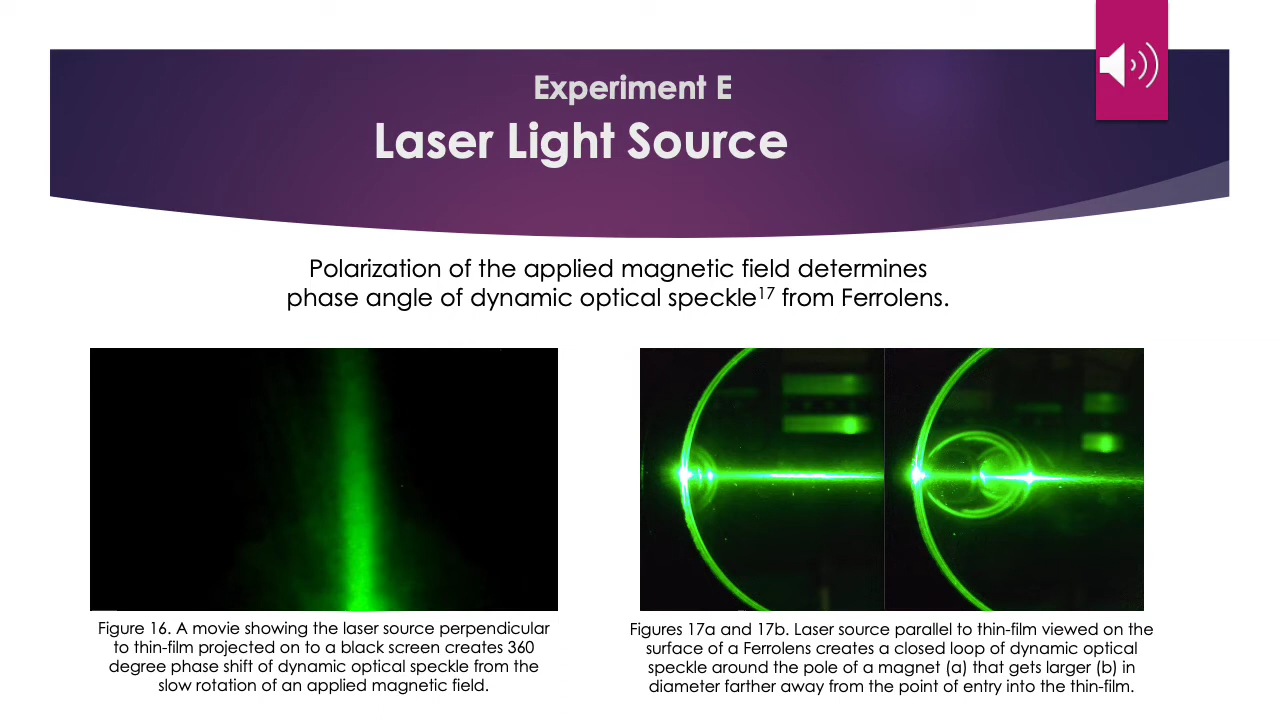 Experiment E
Laser Light Source
Polarization of the applied magnetic field determines
phase angle of dynamic optical speckle¹⁷ from Ferrolens.
Figure 16. A movie showing the laser source perpendicular
to thin-film projected on to a black screen creates 360
degree phase shift of dynamic optical speckle from the
slow rotation of an applied magnetic field.
Figures 17a and 17b. Laser source parallel to thin-film viewed on the
surface of a Ferrolens creates a closed loop of dynamic optical
speckle around the pole of a magnet (a) that gets larger (b) in
diameter farther away from the point of entry into the thin-film.